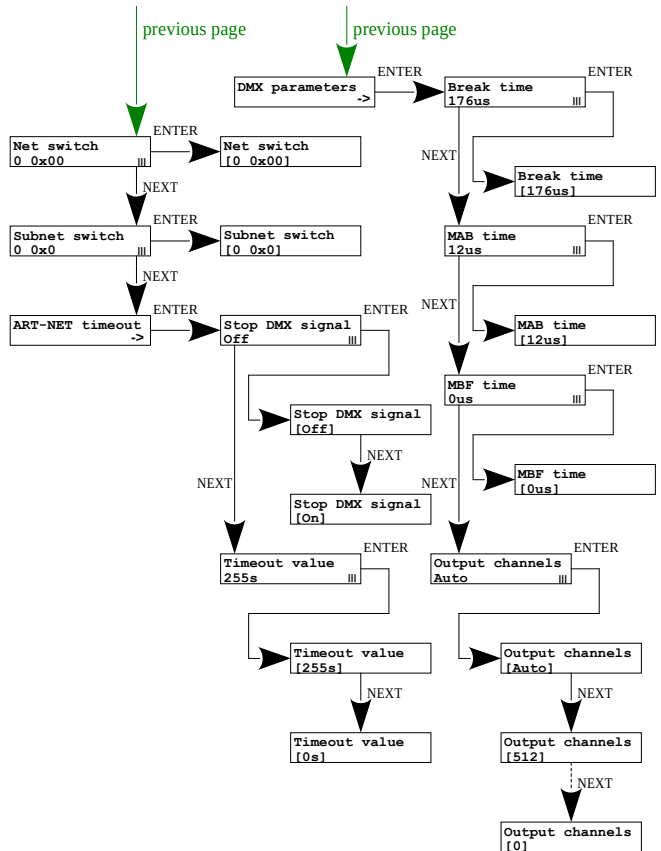 previous page
previous page
DMX parameters
->
ENTER
Break time
176us
ENTER
Net switch
0 0x00
ENTER
Net switch
[0 0x00]
NEXT
Break time
[176us]
NEXT
Subnet switch
0 0x0
ENTER
Subnet switch
[0 0x0]
MAB time
12us
ENTER
NEXT
ART-NET timeout
->
ENTER
Stop DMX signal
Off
ENTER
NEXT
MAB time
[12us]
MBF time
0us
ENTER
Stop DMX signal
[Off]
NEXT
MBF time
[0us]
NEXT
NEXT
Stop DMX signal
[On]
Timeout value
255s
ENTER
Output channels
Auto
ENTER
Timeout value
[255s]
NEXT
Output channels
[Auto]
NEXT
Timeout value
[0s]
Output channels
[512]
NEXT
Output channels
[0]